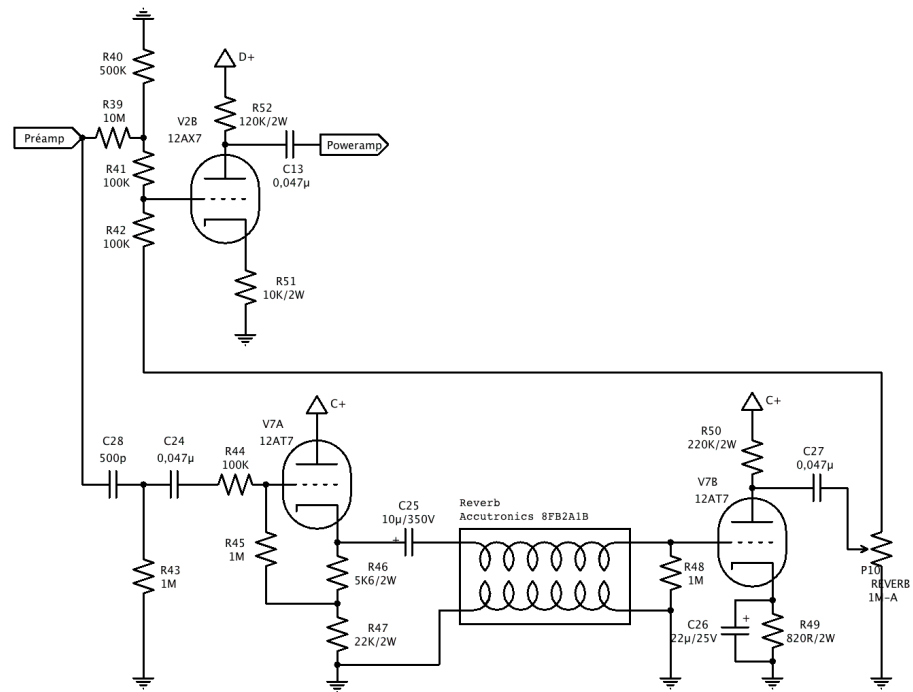 R40
500K
D+
R39
10M
R52
120K/2W
V2B
12AX7
Préamp
Poweramp
C13
0,047µ
R41
100K
R42
100K
R51
10K/2W
C+
V7A
12AT7
C+
R50
220K/2W
C28
500p
C24
0,047µ
R44
100K
C27
0,047µ
V7B
12AT7
C25
10µ/350V
+
Reverb
Accutronics 8FB2A1B
R45
1M
R46
5K6/2W
R48
1M
R43
1M
P10
REVERB
1M-A
R47
22K/2W
C26
22µ/25V
+
R49
820R/2W